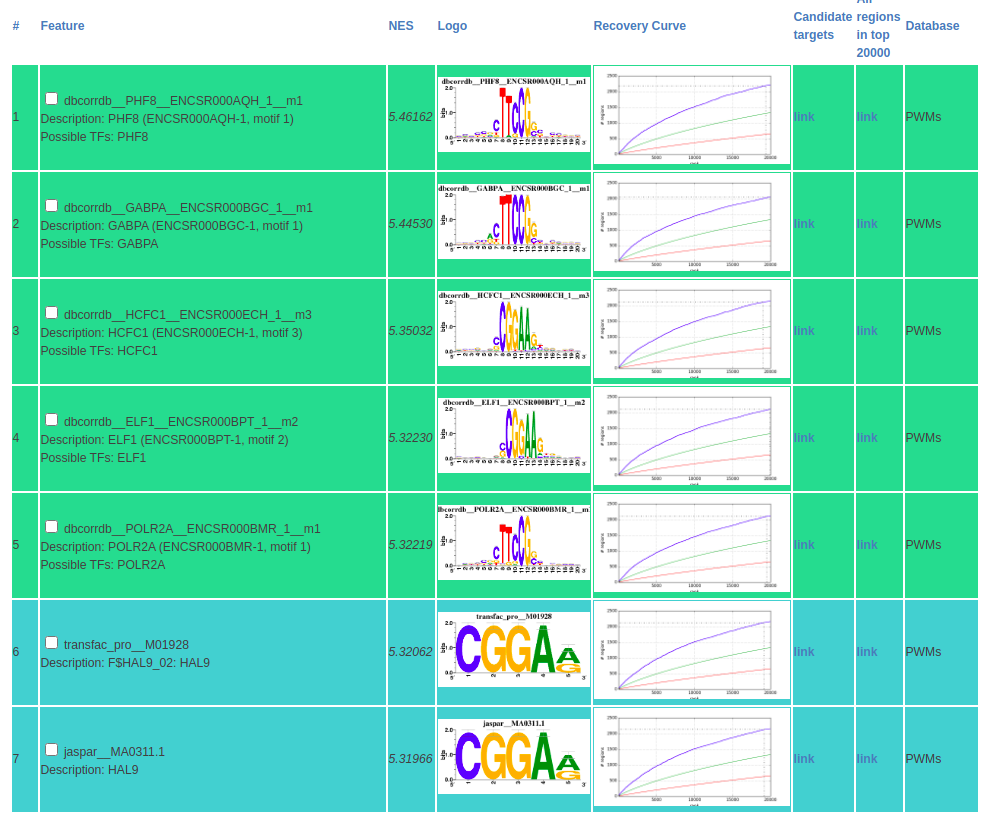 # Feature NES Logo Recovery Curve Candidate targets regions in top 20000 Database
1 dbcorrdb__PHF8__ENCSR000AQH_1__m1
Description: PHF8 (ENCSR000AQH-1, motif 1)
Possible TFs: PHF8
5.46162
dbcorrdb__PHF8__ENCSR000AQH_1__m1
link link PWMs
2 dbcorrdb__GABPA__ENCSR000BGC_1__m1
Description: GABPA (ENCSR000BGC-1, motif 1)
Possible TFs: GABPA
5.44530
dbcorrdb__GABPA__ENCSR000BGC_1__m1
link link PWMs
3 dbcorrdb__HCFC1__ENCSR000ECH_1__m3
Description: HCFC1 (ENCSR000ECH-1, motif 3)
Possible TFs: HCFC1
5.35032
dbcorrdb__HCFC1__ENCSR000ECH_1__m3
link link PWMs
4 dbcorrdb__ELF1__ENCSR000BPT_1__m2
Description: ELF1 (ENCSR000BPT-1, motif 2)
Possible TFs: ELF1
5.32230
dbcorrdb__ELF1__ENCSR000BPT_1__m2
link link PWMs
5 dbcorrdb__POLR2A__ENCSR000BMR_1__m1
Description: POLR2A (ENCSR000BMR-1, motif 1)
Possible TFs: POLR2A
5.32219
dbcorrdb__POLR2A__ENCSR000BMR_1__m
link link PWMs
6 transfac_pro__M01928
Description: F$HAL9_02: HAL9
5.32062
transfac_pro__M01928
CGGA
link link PWMs
7 jaspar__MA0311.1
Description: HAL9
5.31966
jaspar__MA0311.1
CGGA
link link PWMs